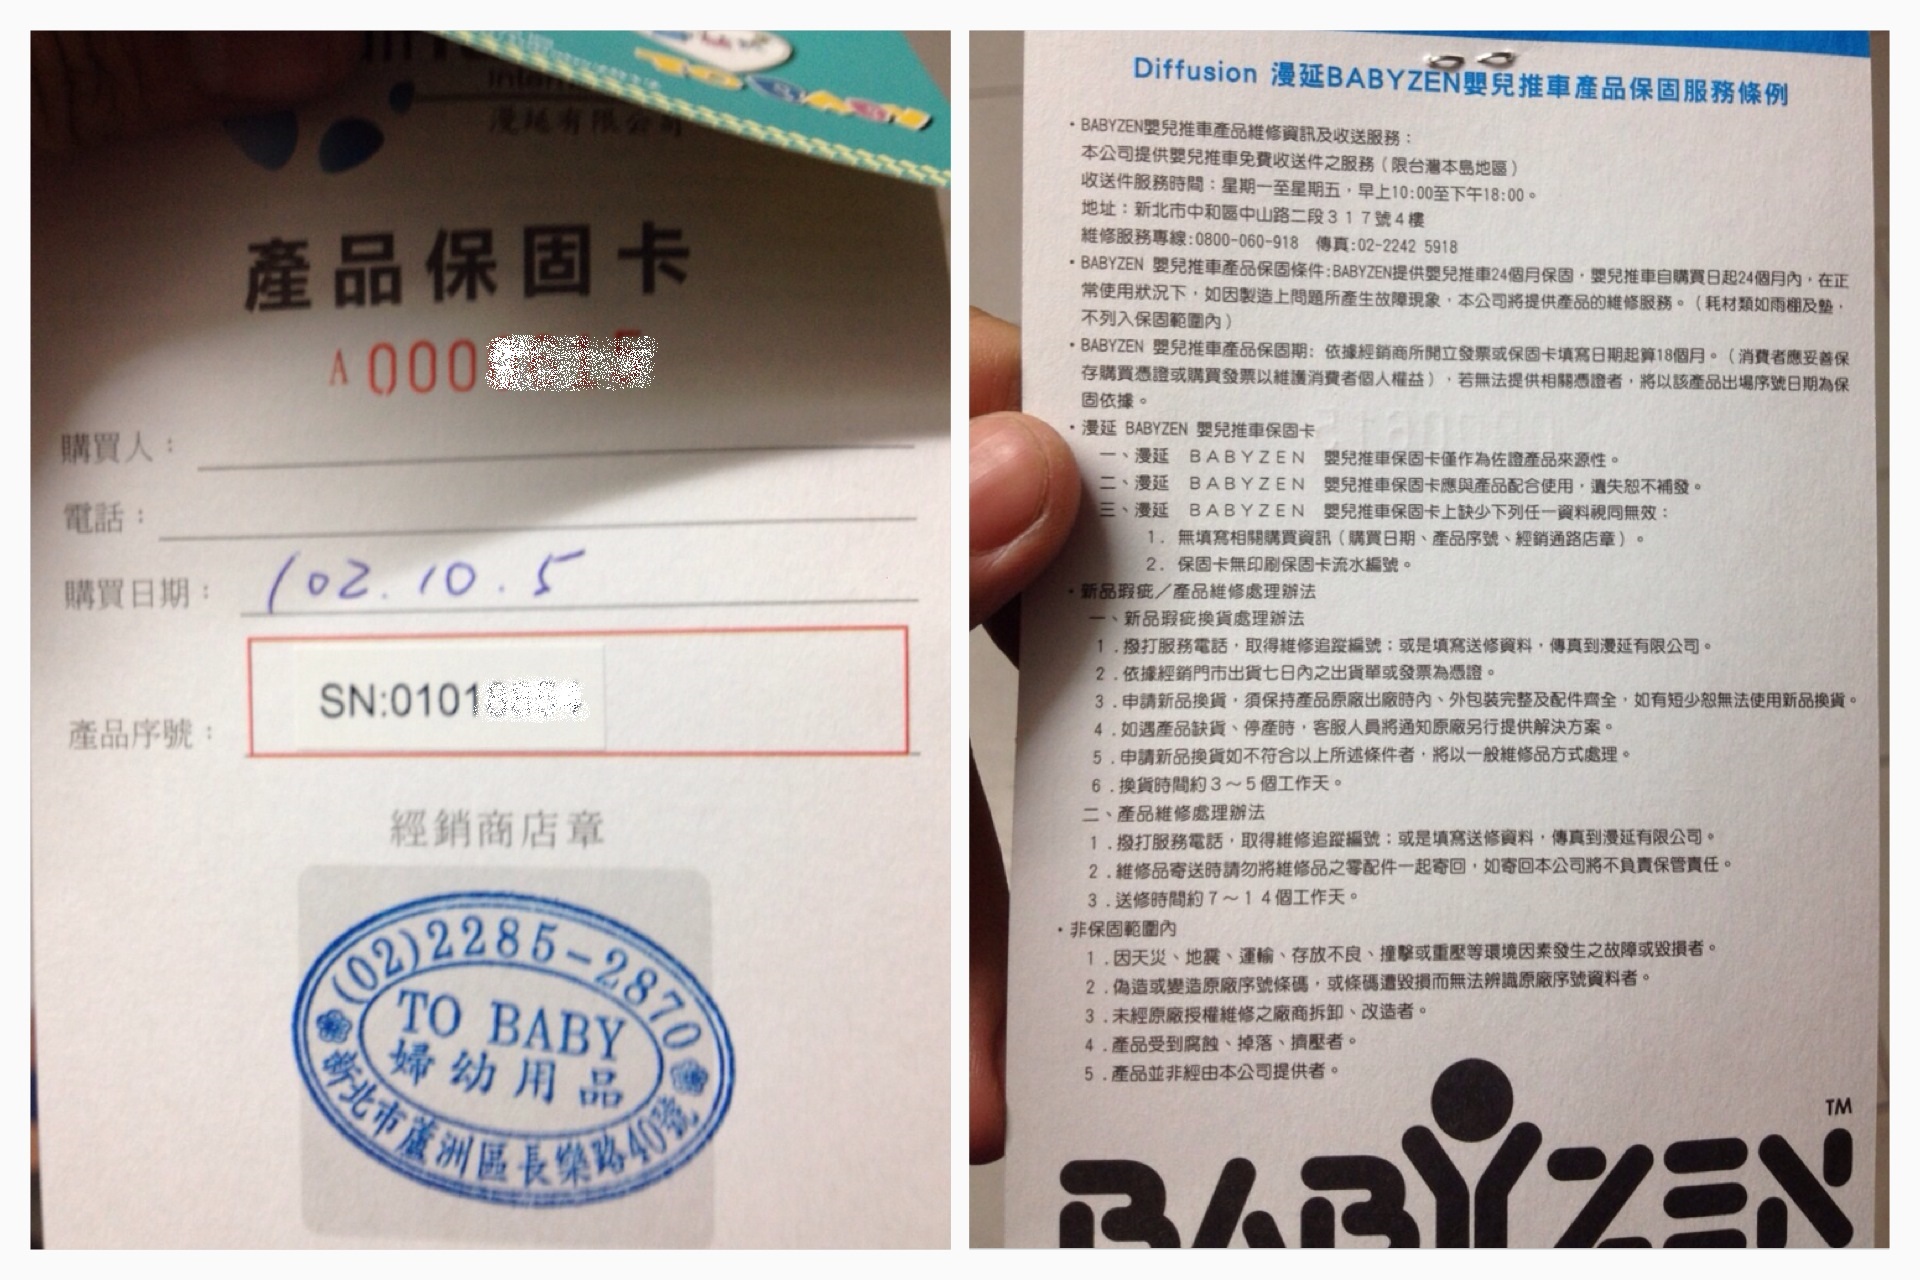 漫延有限公司
產品保固卡
A 000
購買人：
電話：
購買日期： 102.10.5
產品序號： SN:0101
經銷商店章
(02)2285-2870
TO BABY
婦幼用品
新北市蘆洲區長樂路40號
Diffusion 漫延BABYZEN嬰兒推車產品保固服務條例
・BABYZEN嬰兒推車產品維修資訊及收送服務：
本公司提供嬰兒推車免費收送件之服務（限台灣本島地區）
收送件服務時間：星期一至星期五，早上10:00至下午18:00。
地址：新北市中和區中山路二段３１７號４樓
維修服務專線:0800-060-918 傳真:02-2242 5918
・BABYZEN 嬰兒推車產品保固條件:BABYZEN提供嬰兒推車24個月保固，嬰兒推車自購買日起24個月內，在正
常使用狀況下，如因製造上問題所產生故障現象，本公司將提供產品的維修服務。（耗材類如雨棚及墊，
不列入保固範圍內）
・BABYZEN 嬰兒推車產品保固期: 依據經銷商所開立發票或保固卡填寫日期起算18個月。（消費者應妥善保
存購買憑證或購買發票以維護消費者個人權益），若無法提供相關憑證者，將以該產品出場序號日期為保
固依據。
・漫延 BABYZEN 嬰兒推車保固卡
一、漫延 ＢＡＢＹＺＥＮ 嬰兒推車保固卡僅作為佐證產品來源性。
二、漫延 ＢＡＢＹＺＥＮ 嬰兒推車保固卡應與產品配合使用，遺失恕不補發。
三、漫延 ＢＡＢＹＺＥＮ 嬰兒推車保固卡上缺少下列任一資料視同無效：
1. 無填寫相關購買資訊（購買日期、產品序號、經銷通路店章）。
2. 保固卡無印刷保固卡流水編號。
・新品瑕疵／產品維修處理辦法
一、新品瑕疵換貨處理辦法
1.撥打服務電話，取得維修追蹤編號；或是填寫送修資料，傳真到漫延有限公司。
2.依據經銷門市出貨七日內之出貨單或發票為憑證。
3.申請新品換貨，須保持產品原廠出廠時內、外包裝完整及配件齊全，如有短少恕無法使用新品換貨。
4.如遇產品缺貨、停產時，客服人員將通知原廠另行提供解決方案。
5.申請新品換貨如不符合以上所述條件者，將以一般維修品方式處理。
6.換貨時間約３～５個工作天。
二、產品維修處理辦法
1.撥打服務電話，取得維修追蹤編號；或是填寫送修資料，傳真到漫延有限公司。
2.維修品寄送時請勿將維修品之零配件一起寄回，如寄回本公司將不負責保管責任。
3.送修時間約７～１４個工作天。
・非保固範圍內
1.因天災、地震、運輸、存放不良、撞擊或重壓等環境因素發生之故障或毀損者。
2.偽造或變造原廠序號條碼，或條碼遭毀損而無法辨識原廠序號資料者。
3.未經原廠授權維修之廠商拆卸、改造者。
4.產品受到腐蝕、掉落、擠壓者。
5.產品並非經由本公司提供者。
BABYZEN TM